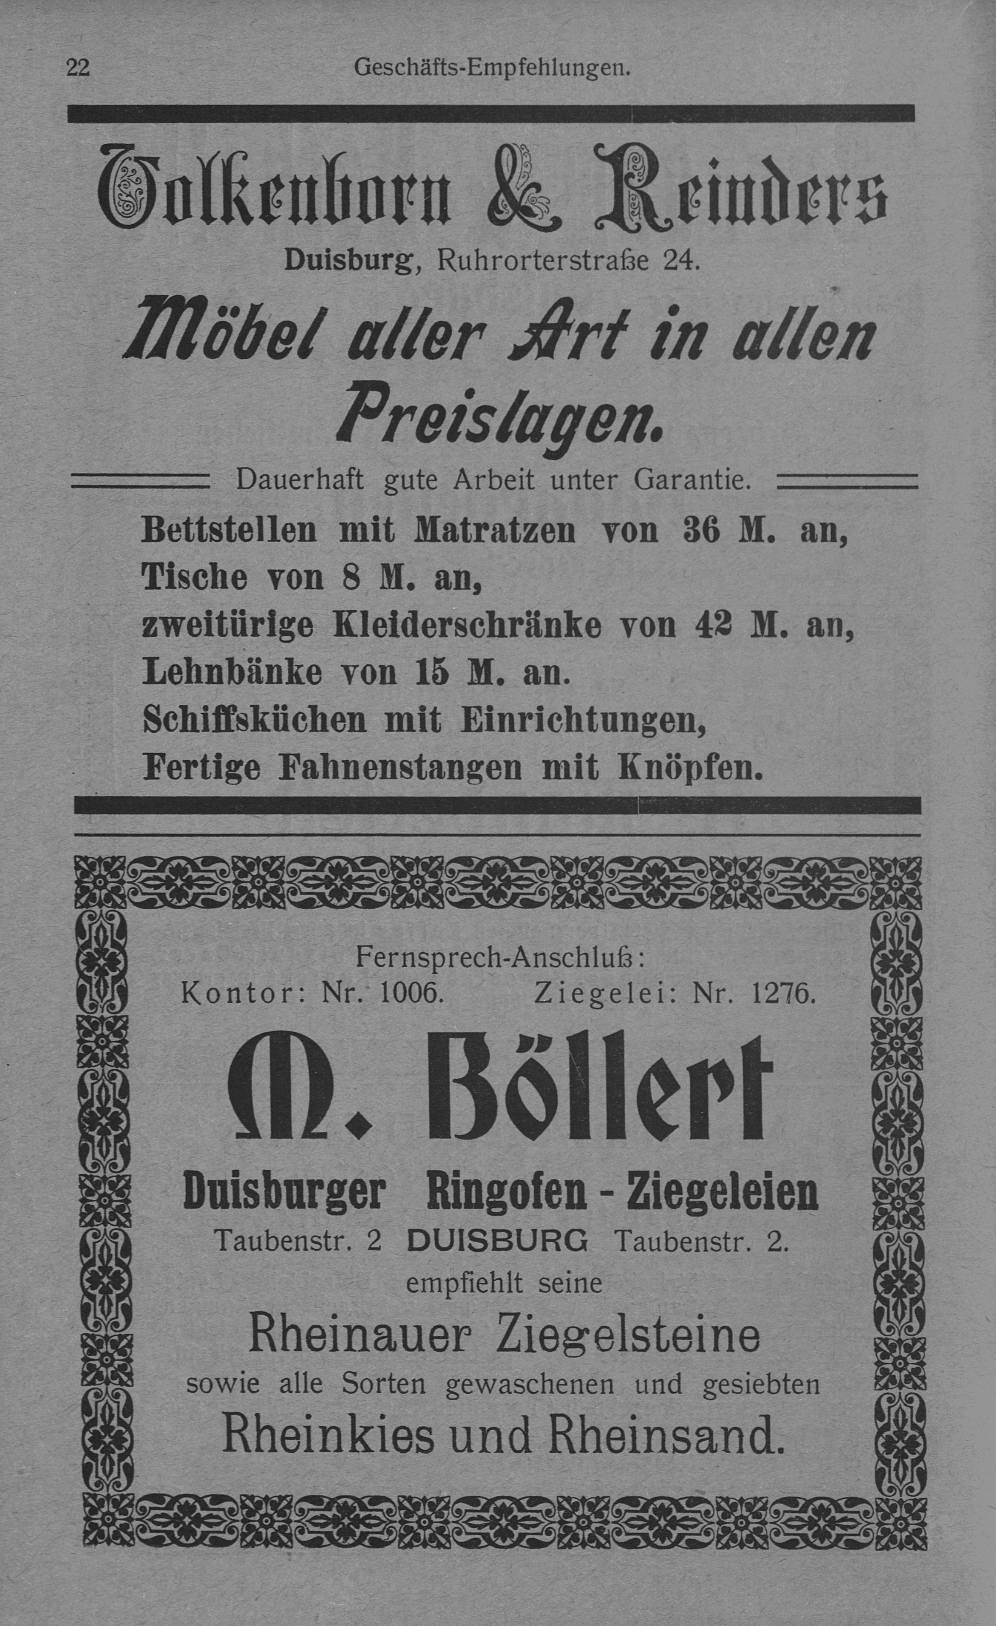 22
Geschäfts-Empfehlungen.
Volkenborn & Reinders
Duisburg, Ruhrorterstraße 24.
Möbel aller Art in allen
Preislagen.
Dauerhaft gute Arbeit unter Garantie.
Bettstellen mit Matratzen von 36 M. an,
Tische von 8 M. an,
zweitürige Kleiderschränke von 42 M. an,
Lehnbänke von 15 M. an.
Schiffsküchen mit Einrichtungen,
Fertige Fahnenstangen mit Knöpfen.
Fernsprech-Anschluß:
Kontor: Nr. 1006. Ziegelei: Nr. 1276.
M. Böllert
Duisburger Ringofen - Ziegeleien
Taubenstr. 2 DUISBURG Taubenstr. 2.
empfiehlt seine
Rheinauer Ziegelsteine
sowie alle Sorten gewaschenen und gesiebten
Rheinkies und Rheinsand.